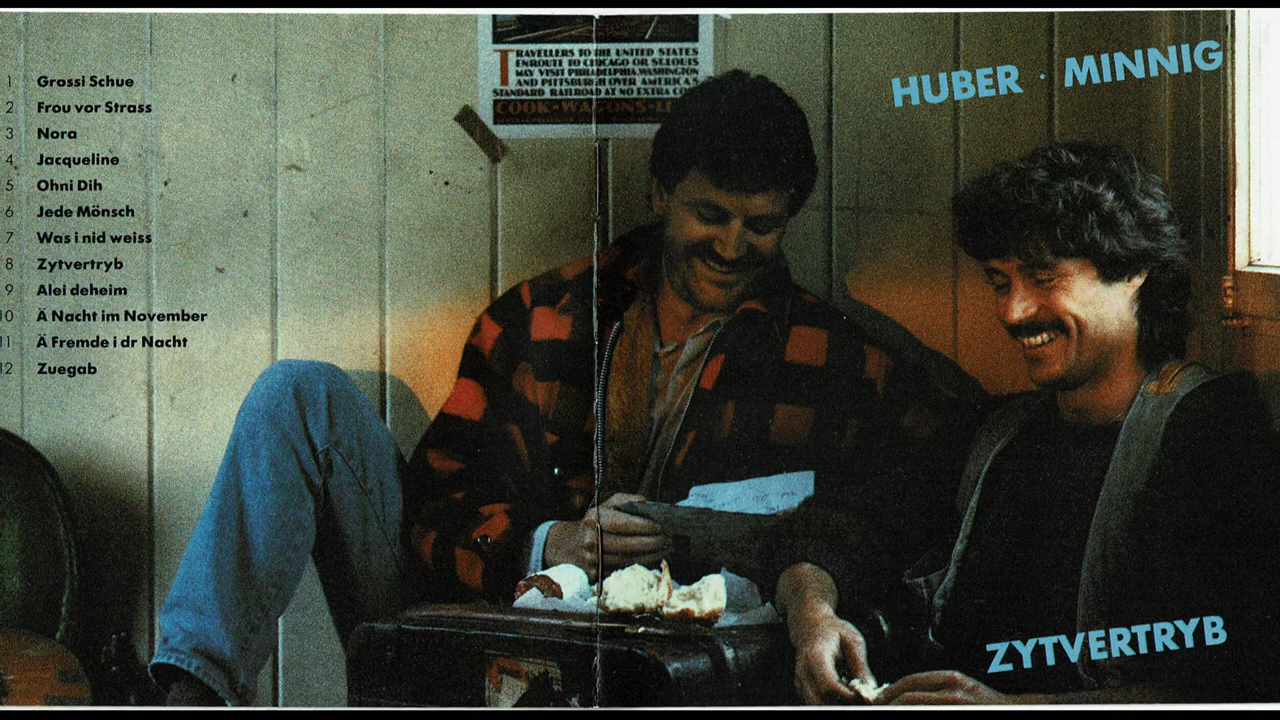 1 Grossi Schue
2 Frou vor Strass
3 Nora
4 Jacqueline
5 Ohni Dih
6 Jede Mönsch
7 Was i nid weiss
8 Zytvertryb
9 Alei deheim
10 Ä Nacht im November
11 Ä Fremde i dr Nacht
12 Zuegab
TRAVELLERS TO THE UNITED STATES
ENROUTE TO CHICAGO OR ST. LOUIS
MAY VISIT PHILADELPHIA, WASHINGTON
AND PITTSBURGH OVER AMERICA'S
STANDARD RAILROAD AT NO EXTRA
COOK-WAGONS-
HUBER · MINNIG
ZYTVERTRYB